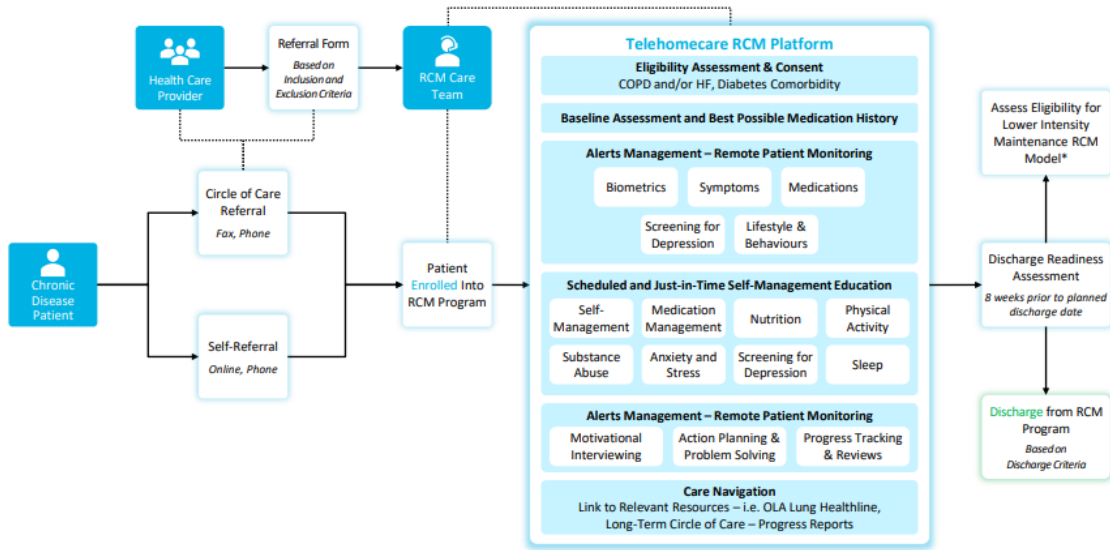 Health Care
Provider
Referral Form
Based on
Inclusion and
Exclusion Criteria
RCM Care
Team
Circle of Care
Referral
Fax, Phone
Chronic
Disease
Patient
Self-Referral
Online, Phone
Patient
Enrolled Into
RCM Program
Telehomecare RCM Platform
Eligibility Assessment & Consent
COPD and/or HF, Diabetes Comorbidity
Baseline Assessment and Best Possible Medication History
Alerts Management – Remote Patient Monitoring
Biometrics
Symptoms
Medications
Screening for
Depression
Lifestyle &
Behaviours
Scheduled and Just-in-Time Self-Management Education
Self-
Management
Medication
Management
Nutrition
Physical
Activity
Substance
Abuse
Anxiety and
Stress
Screening for
Depression
Sleep
Alerts Management – Remote Patient Monitoring
Motivational
Interviewing
Action Planning &
Problem Solving
Progress Tracking
& Reviews
Care Navigation
Link to Relevant Resources – i.e. OLA Lung Healthline,
Long-Term Circle of Care – Progress Reports
Assess Eligibility for
Lower Intensity
Maintenance RCM
Model*
Discharge Readiness
Assessment
8 weeks prior to planned
discharge date
Discharge from RCM
Program
Based on
Discharge Criteria